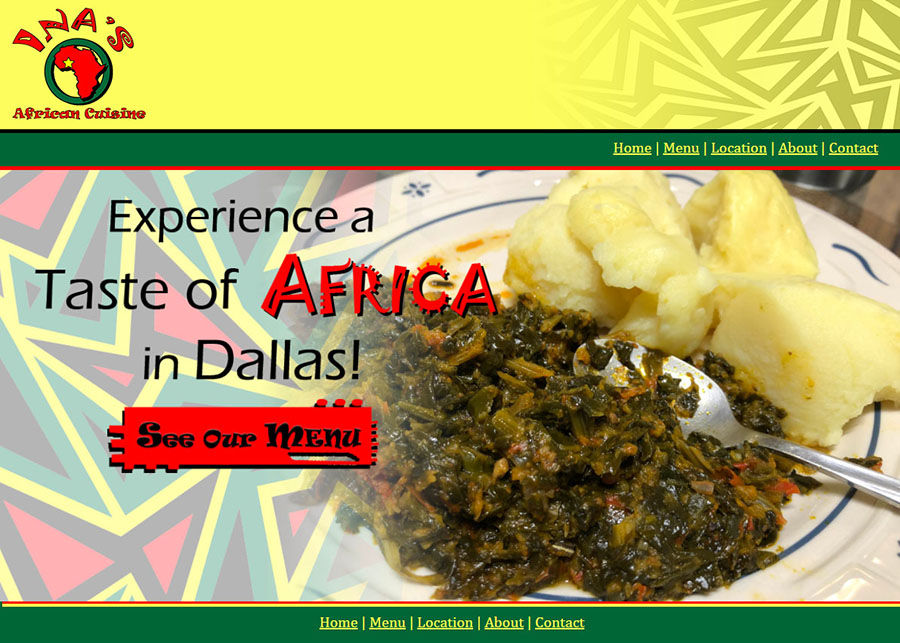 INA'S
African Cuisine
Home | Menu | Location | About | Contact
Experience a
Taste of AFRICA
in Dallas!
SEE OUR MENU
Home | Menu | Location | About | Contact